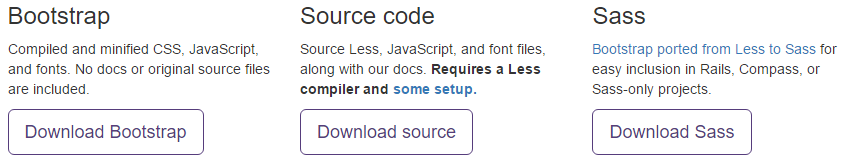 Bootstrap
Compiled and minified CSS, JavaScript,
and fonts. No docs or original source files
are included.
Download Bootstrap
Source code
Source Less, JavaScript, and font files,
along with our docs. Requires a Less
compiler and some setup.
Download source
Sass
Bootstrap ported from Less to Sass for
easy inclusion in Rails, Compass, or
Sass-only projects.
Download Sass